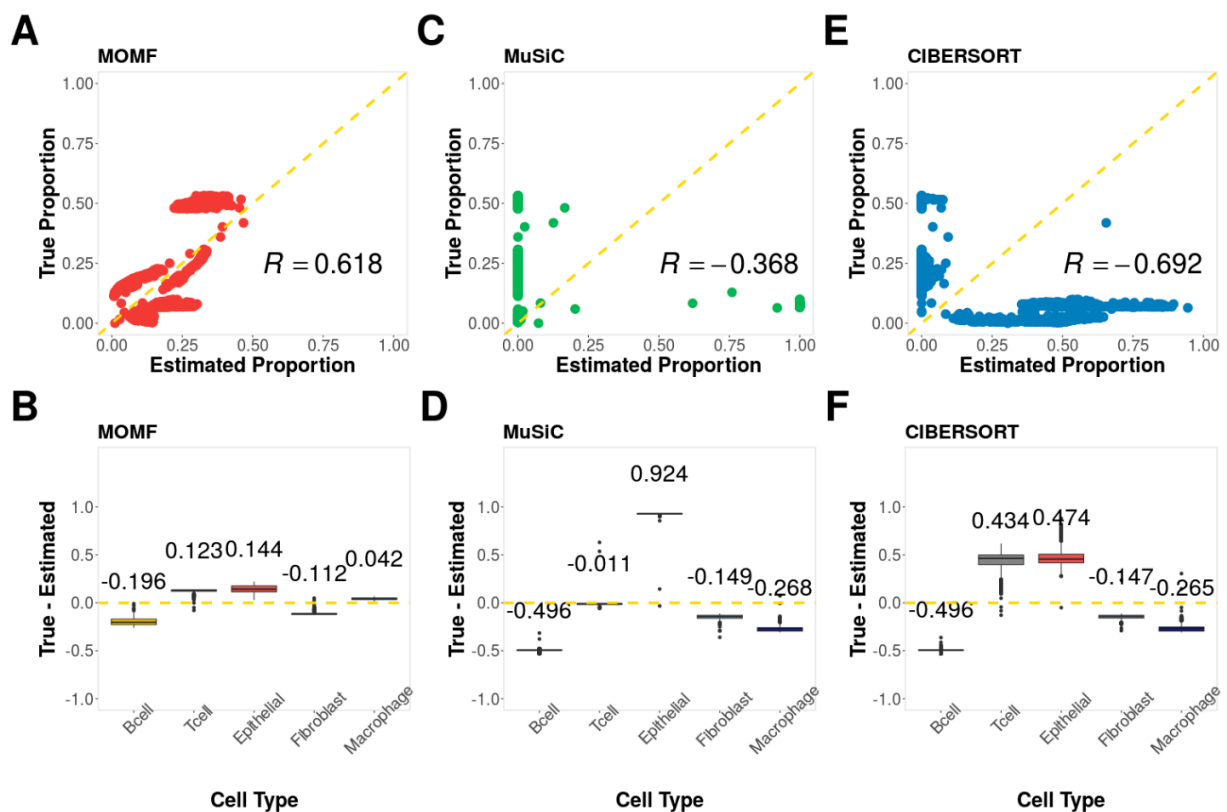 A
MOMF
1.00
0.75
0.50
0.25
0.00
True Proportion
R = 0.618
0.00 0.25 0.50 0.75 1.00
Estimated Proportion
C
MuSiC
1.00
0.75
0.50
0.25
0.00
True Proportion
R = −0.368
0.00 0.25 0.50 0.75 1.00
Estimated Proportion
E
CIBERSORT
1.00
0.75
0.50
0.25
0.00
True Proportion
R = −0.692
0.00 0.25 0.50 0.75 1.00
Estimated Proportion
B
MOMF
True - Estimated
1.0
0.5
0.0
-0.5
-1.0
-0.196
0.123
0.144
-0.112
0.042
Bcell
Tcell
Epithelial
Fibroblast
Macrophage
Cell Type
D
MuSiC
True - Estimated
1.0
0.5
0.0
-0.5
-1.0
-0.496
-0.011
0.924
-0.149
-0.268
Bcell
Tcell
Epithelial
Fibroblast
Macrophage
Cell Type
F
CIBERSORT
True - Estimated
1.0
0.5
0.0
-0.5
-1.0
-0.496
0.434
0.474
-0.147
-0.265
Bcell
Tcell
Epithelial
Fibroblast
Macrophage
Cell Type